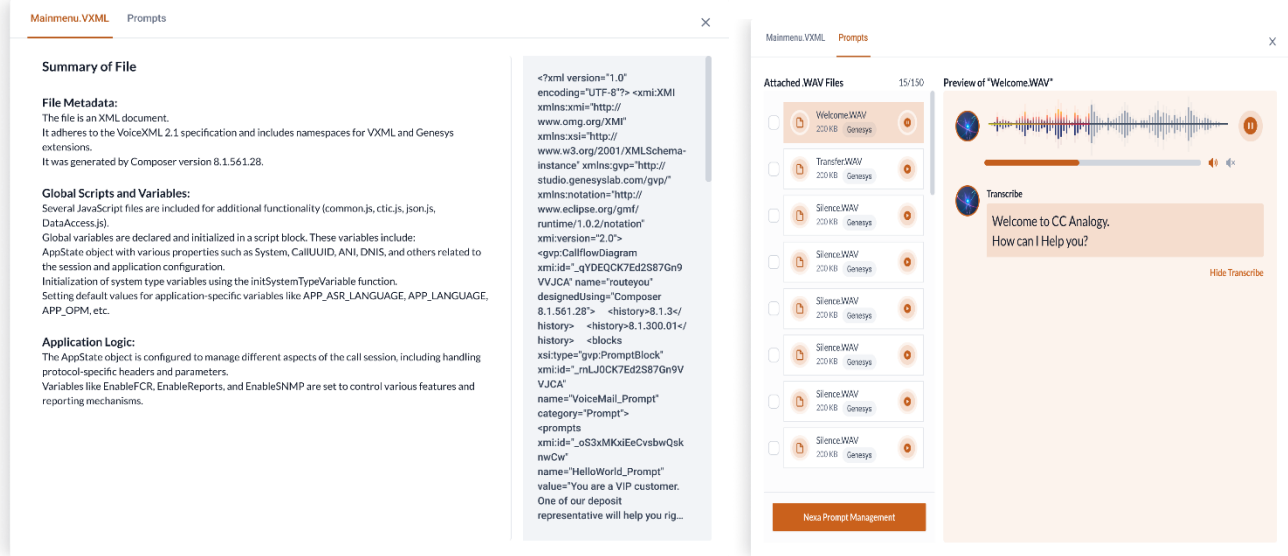 Mainmenu.VXML Prompts
Summary of File
File Metadata:
The file is an XML document.
It adheres to the VoiceXML 2.1 specification and includes namespaces for VXML and Genesys
extensions.
It was generated by Composer version 8.1.561.28.
Global Scripts and Variables:
Several JavaScript files are included for additional functionality (common.js, ctic.js, json.js,
DataAccess.js).
Global variables are declared and initialized in a script block. These variables include:
AppState object with various properties such as System, CallUUID, ANI, DNIS, and others related to
the session and application configuration.
Initialization of system type variables using the initSystemTypeVariable function.
Setting default values for application-specific variables like APP_ASR_LANGUAGE, APP_LANGUAGE,
APP_OPM, etc.
Application Logic:
The AppState object is configured to manage different aspects of the call session, including handling
protocol-specific headers and parameters.
Variables like EnableFCR, EnableReports, and EnableSNMP are set to control various features and
reporting mechanisms.
<?xml version="1.0"
encoding="UTF-8"?> <xmi:XMI
xmlns:xmi="http://
www.omg.org/XMI"
xmlns:xsi="http://
www.w3.org/2001/XMLSchema-
instance" xmlns:gvp="http://
studio.genesyslab.com/gvp/"
xmlns:notation="http://
www.eclipse.org/gmf/
runtime/1.0.2/notation"
xmi:version="2.0">
<gvp:CallflowDiagram
xmi:id="_qYDEQCK7Ed2S87Gn9
VVJCA" name="routeyou"
designedUsing="Composer
8.1.561.28"> <history>8.1.3</
history> <history>8.1.300.01</
history> <blocks
xsi:type="gvp:PromptBlock"
xmi:id="_mLJ0CK7Ed2S87Gn9V
VJCA"
name="VoiceMail_Prompt"
category="Prompt">
<prompts
xmi:id="_oS3xMKxiEeCvsbwQsk
nwCw"
name="HelloWorld_Prompt"
value="You are a VIP customer.
One of our deposit
representative will help you rig...
Mainmenu.VXML Prompts
Attached .WAV Files 15/150
Welcome.WAV
200 KB Genesys
Transfer.WAV
200 KB Genesys
Silence.WAV
200 KB Genesys
Silence.WAV
200 KB Genesys
Silence.WAV
200 KB Genesys
Silence.WAV
200 KB Genesys
Silence.WAV
200 KB Genesys
Silence.WAV
200 KB Genesys
Nexa Prompt Management
Preview of "Welcome.WAV"
Transcribe
Welcome to CC Analogy.
How can I Help you?
Hide Transcribe